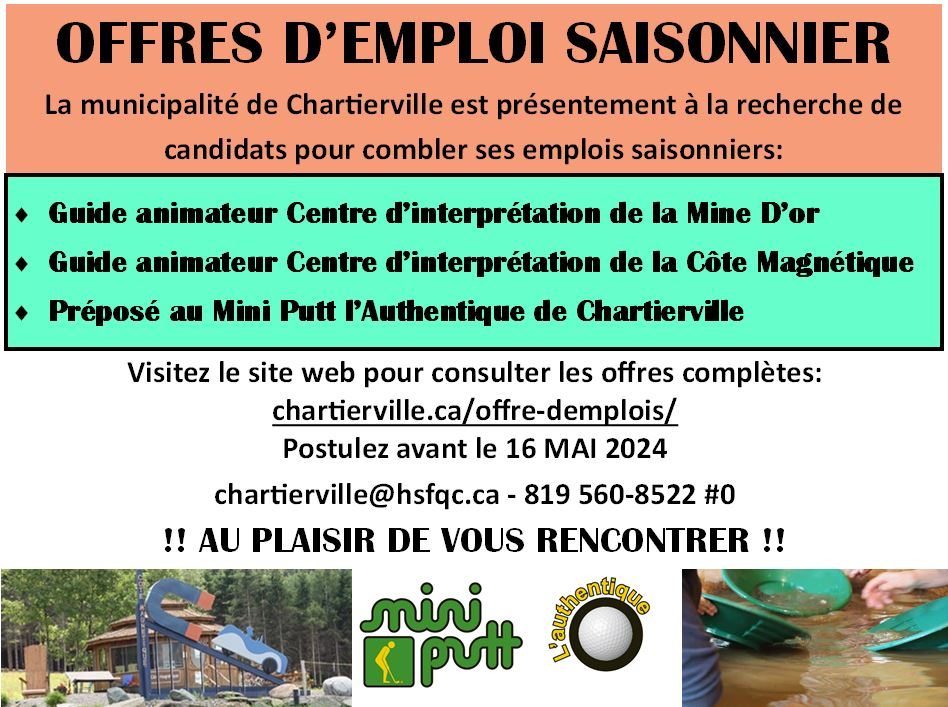 OFFRES D’EMPLOI SAISONNIER
La municipalité de Chartierville est présentement à la recherche de
candidats pour combler ses emplois saisonniers:
♦ Guide animateur Centre d’interprétation de la Mine D’or
♦ Guide animateur Centre d’interprétation de la Côte Magnétique
♦ Préposé au Mini Putt l’Authentique de Chartierville
Visitez le site web pour consulter les offres complètes:
chartierville.ca/offre-demplois/
Postulez avant le 16 MAI 2024
chartierville@hsfqc.ca - 819 560-8522 #0
!! AU PLAISIR DE VOUS RENCONTRER !!
mini
putt
L'authentique